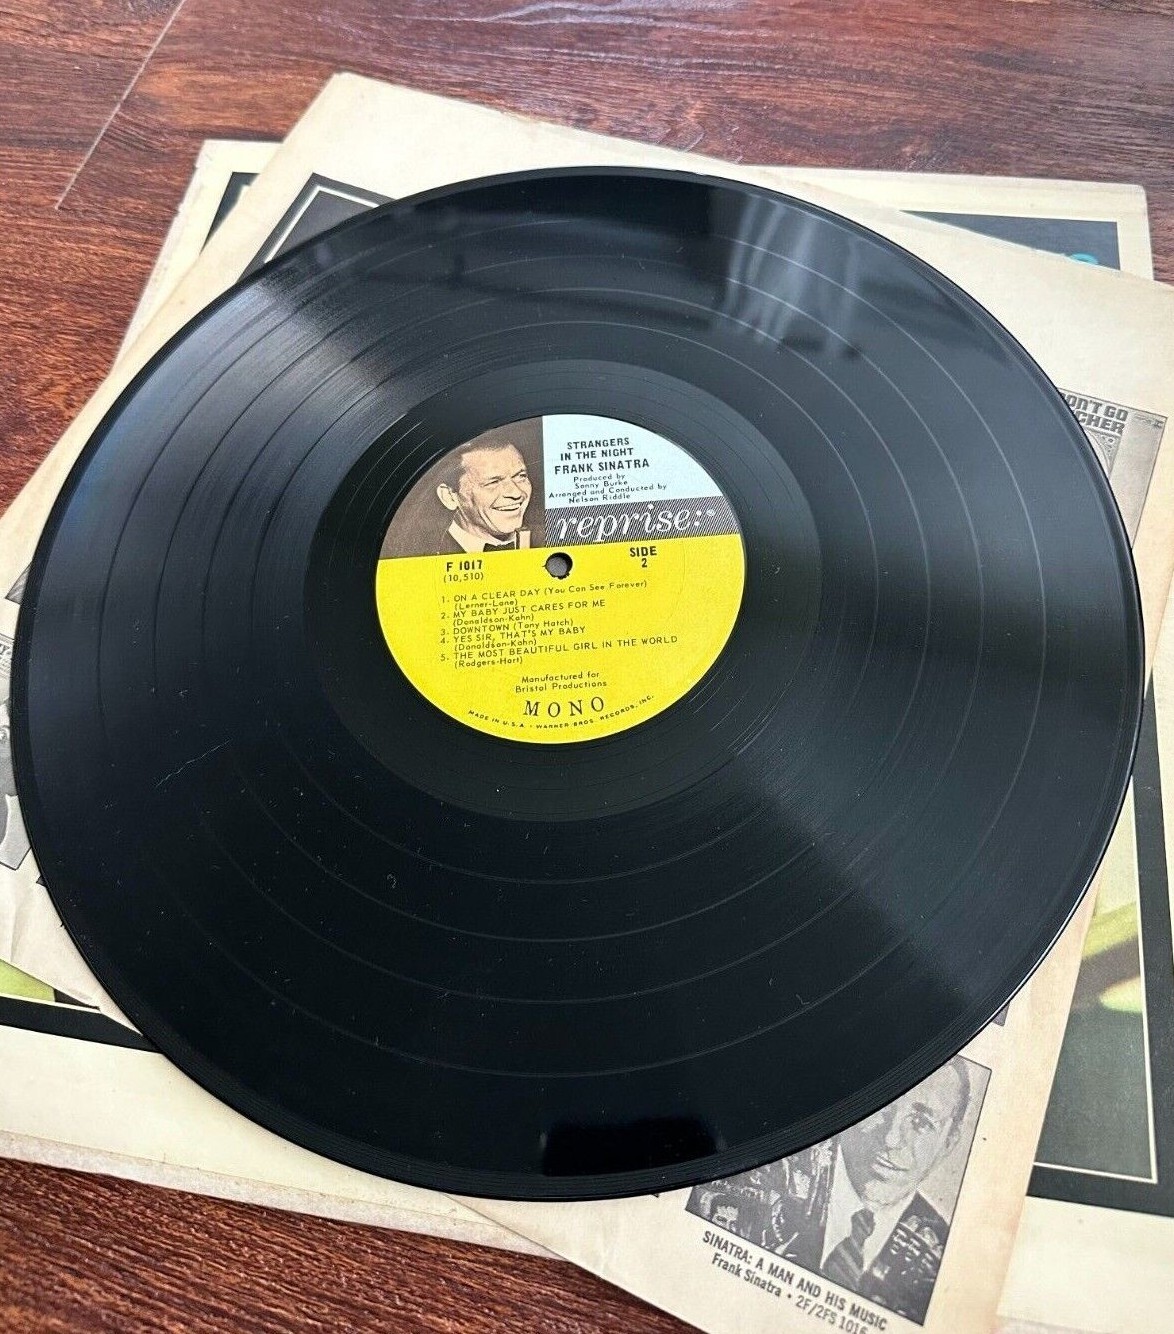 STRANGERS
IN THE NIGHT
FRANK SINATRA
Produced by
Sonny Burke
Arranged and Conducted by
Nelson Riddle
reprise:
F 1017
(10,510)
SIDE
2
1. ON A CLEAR DAY (You Can See Forever)
(Lerner-Lane)
2. MY BABY JUST CARES FOR ME
(Donaldson-Kahn)
3. DOWNTOWN (Tony Hatch)
4. YES SIR, THAT'S MY BABY
(Donaldson-Kahn)
5. THE MOST BEAUTIFUL GIRL IN THE WORLD
(Rodgers-Hart)
Manufactured for
Bristol Productions
MONO
MADE IN U.S.A. • WARNER BROS. RECORDS, INC.
SINATRA: A MAN AND HIS MUSIC
Frank Sinatra • 2F/2FS 1016